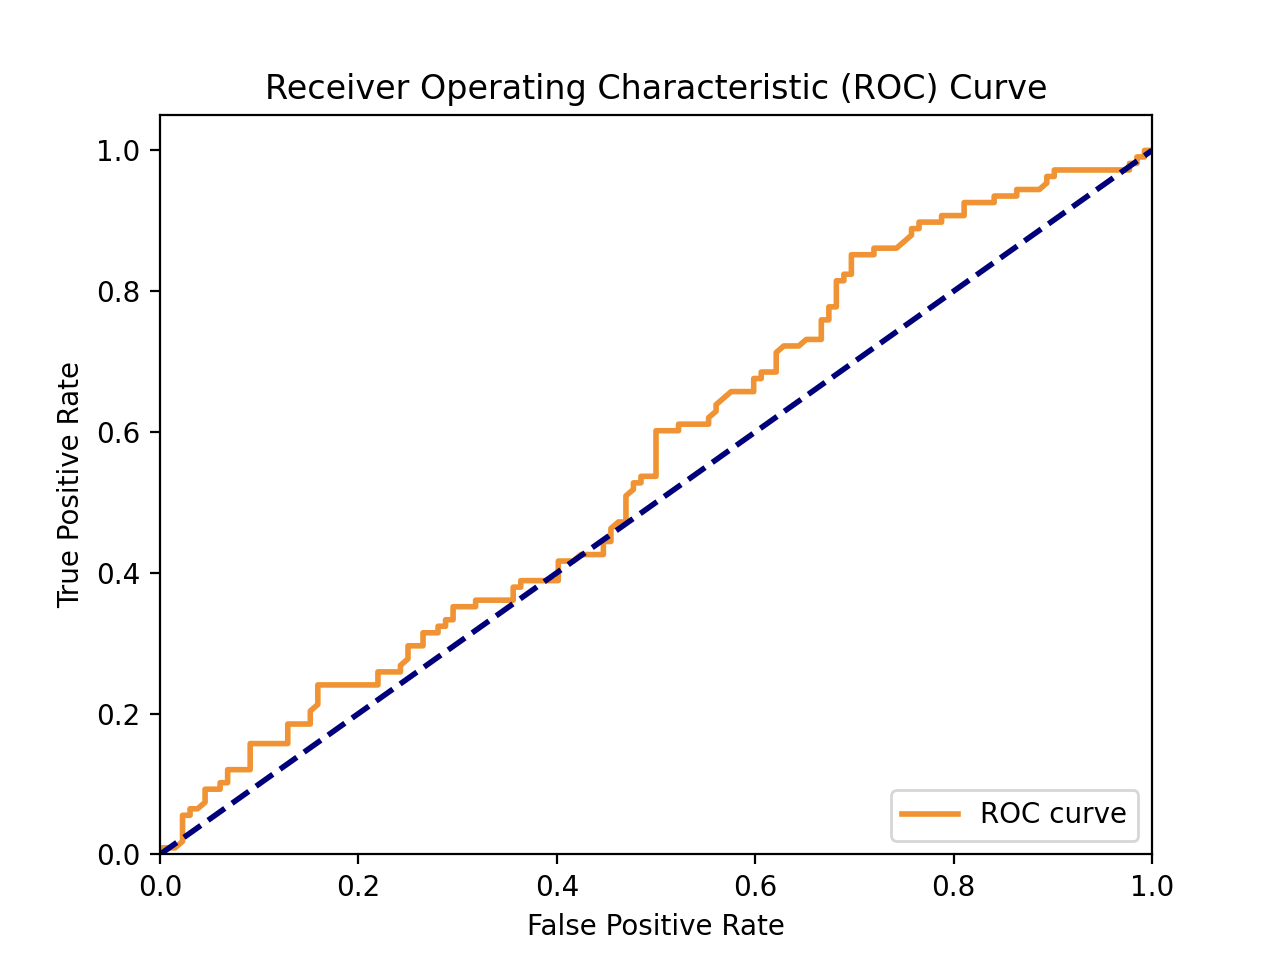 Receiver Operating Characteristic (ROC) Curve
1.0
0.8
0.6
0.4
0.2
0.0
True Positive Rate
ROC curve
0.0 0.2 0.4 0.6 0.8 1.0
False Positive Rate